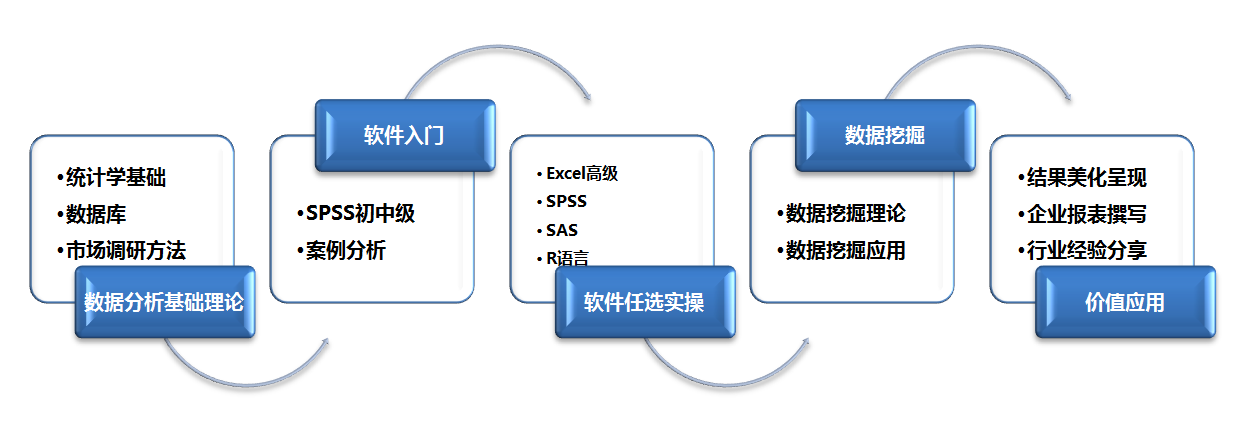 •统计学基础
•数据库
•市场调研方法
数据分析基础理论
软件入门
•SPSS初中级
•案例分析
•Excel高级
•SPSS
•SAS
•R语言
软件任选实操
数据挖掘
•数据挖掘理论
•数据挖掘应用
•结果美化呈现
•企业报表撰写
•行业经验分享
价值应用